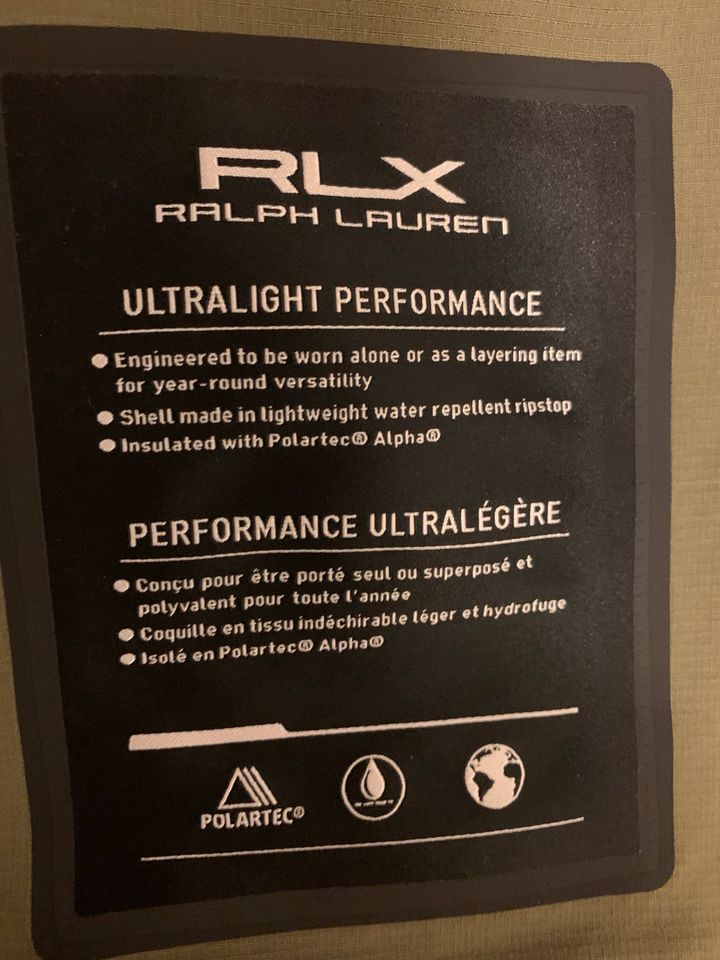 RLX
RALPH LAUREN
ULTRALIGHT PERFORMANCE
● Engineered to be worn alone or as a layering item
for year-round versatility
● Shell made in lightweight water repellent ripstop
● Insulated with Polartec® Alpha®
PERFORMANCE ULTRALÉGÈRE
● Conçu pour être porté seul ou superposé et
polyvalent pour toute l'année
● Coquille en tissu indéchirable léger et hydrofuge
● Isolé en Polartec® Alpha®
POLARTEC®